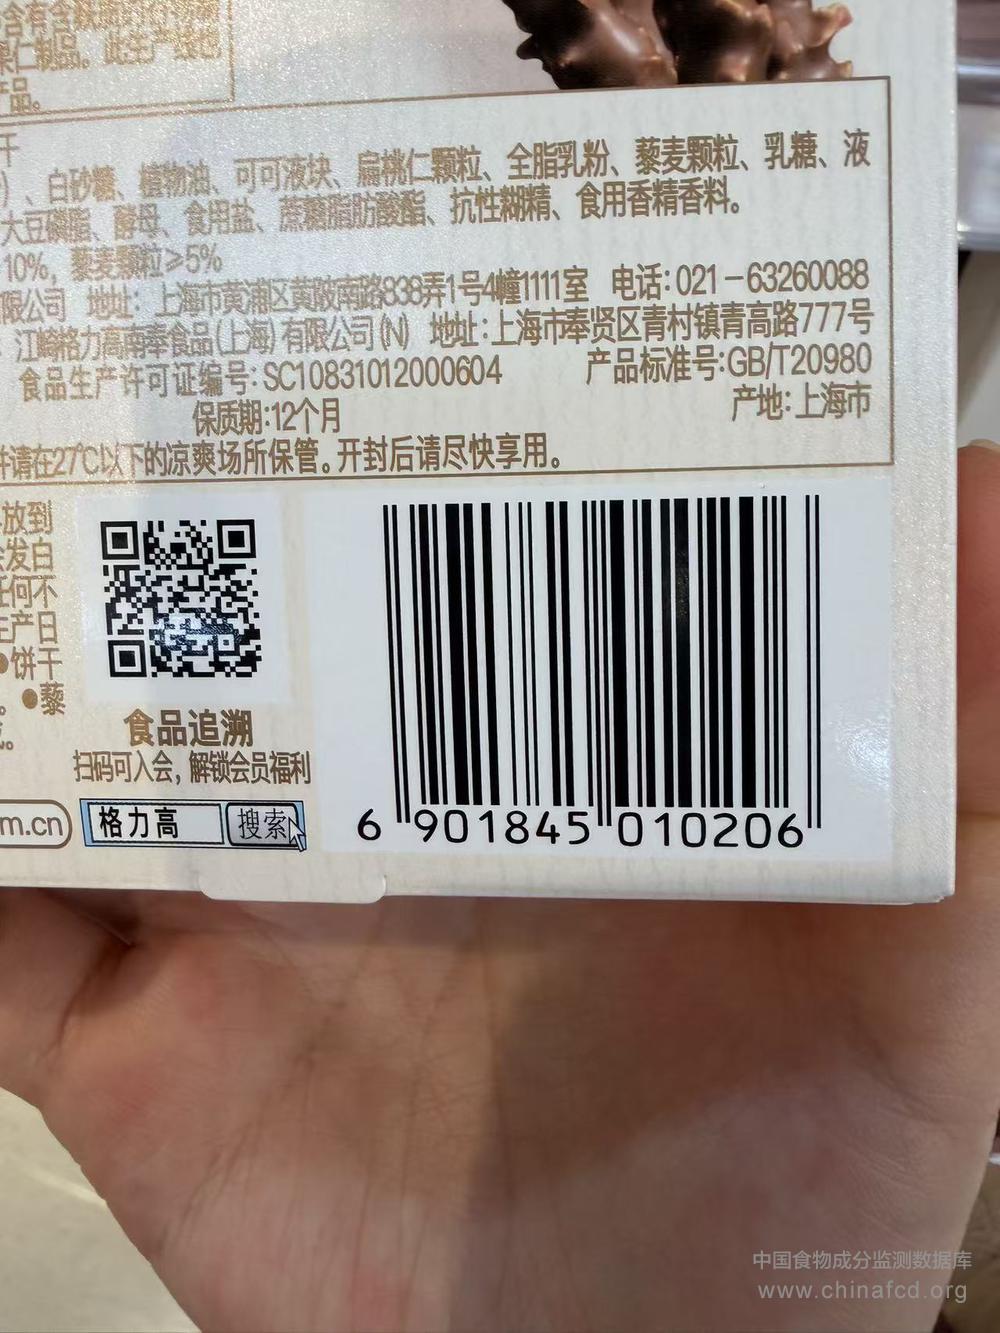 含有含麸质的谷物
果仁制品。此生产线也
产品。
干
、白砂糖、植物油、可可液块、扁桃仁颗粒、全脂乳粉、藜麦颗粒、乳糖、液
大豆磷脂、酵母、食用盐、蔗糖脂肪酸酯、抗性糊精、食用香精香料。
10%，藜麦颗粒≥5%
有限公司 地址：上海市黄浦区黄陂南路838弄1号4幢1111室 电话：021－63260088
江崎格力高南奉食品(上海)有限公司(N) 地址：上海市奉贤区青村镇青高路777号
食品生产许可证编号：SC10831012000604 产品标准号：GB/T20980
保质期：12个月 产地：上海市
并请在27℃以下的凉爽场所保管。开封后请尽快享用。
放到
会发白
任何不
生产日
●饼干
。●藜
。
食品追溯
扫码可入会，解锁会员福利
m.cn
格力高 搜索
6 901845 010206
中国食物成分监测数据库
www.chinafcd.org